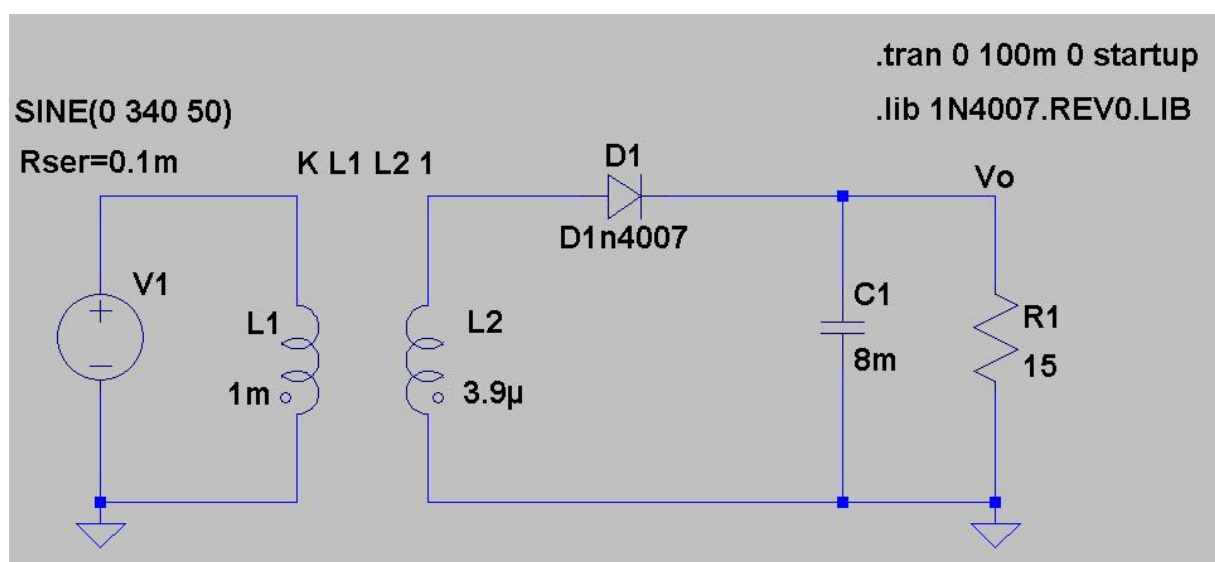 .tran 0 100m 0 startup
SINE(0 340 50)
.lib 1N4007.REV0.LIB
Rser=0.1m
K L1 L2 1
D1
Vo
D1n4007
V1
C1
L1
L2
R1
8m
15
1m
3.9µ